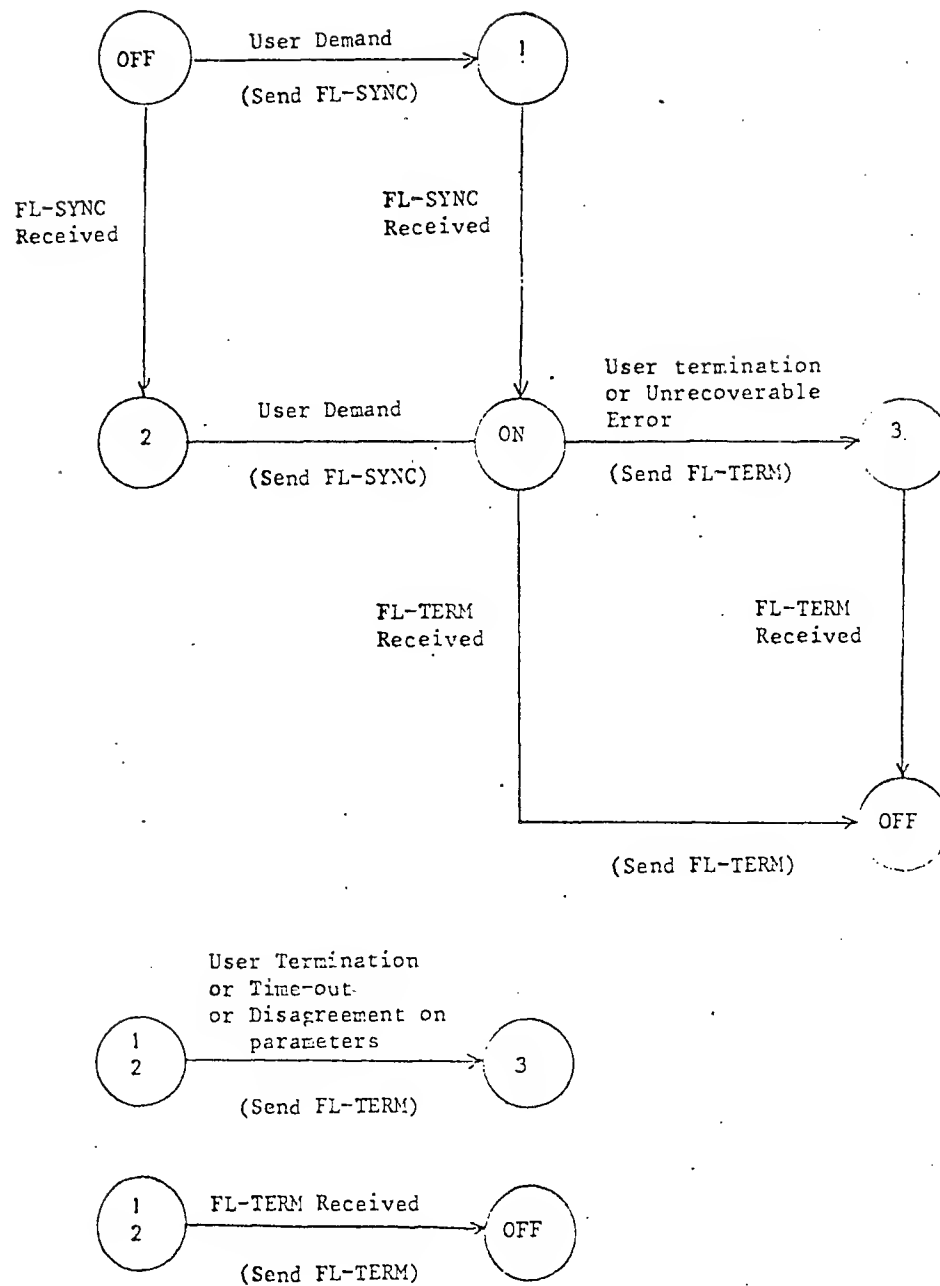 User Demand
OFF
1
(Send FL-SYNC)
FL-SYNC
Received
FL-SYNC
Received
User termination
or Unrecoverable
Error
User Demand
2
ON
3
(Send FL-SYNC)
(Send FL-TERM)
FL-TERM
Received
FL-TERM
Received
OFF
(Send FL-TERM)
User Termination
or Time-out
or Disagreement on
parameters
1
2
3
(Send FL-TERM)
1
2
FL-TERM Received
OFF
(Send FL-TERM)